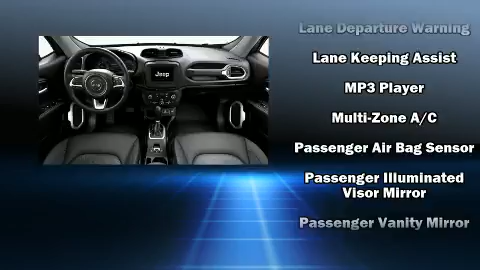 Lane Departure Warning
Lane Keeping Assist
MP3 Player
Multi-Zone A/C
Passenger Air Bag Sensor
Passenger Illuminated
Visor Mirror
Passenger Vanity Mirror
Jeep